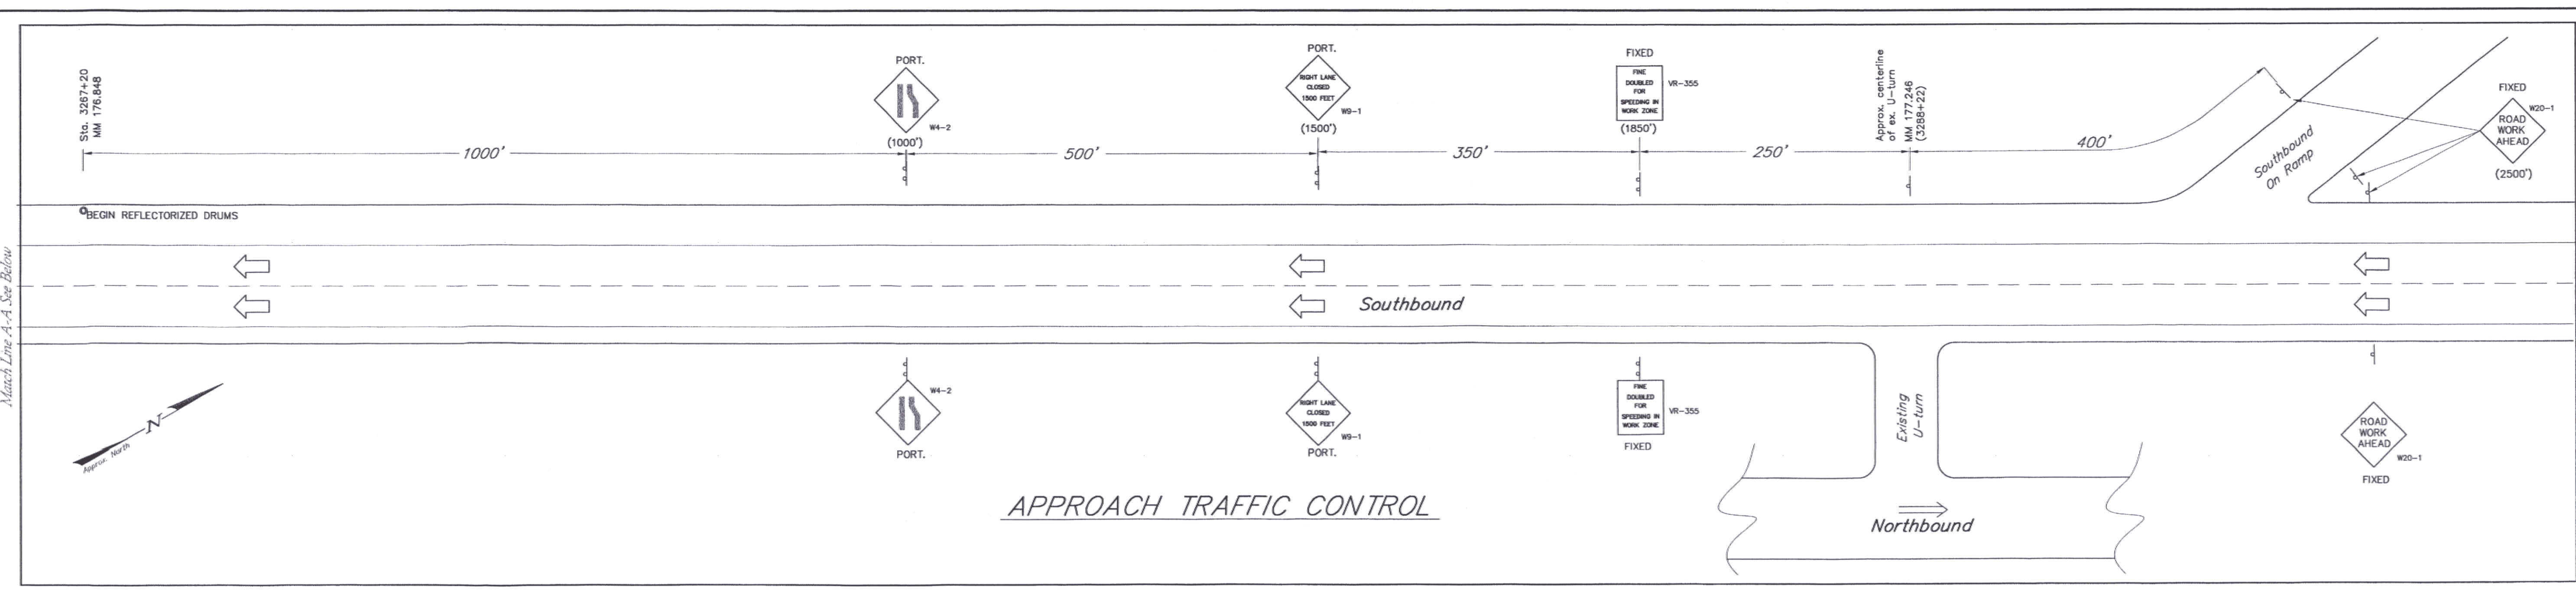 Sta. 3267+20
MM 176.848
PORT.
W4-2
(1000')
PORT.
RIGHT LANE
CLOSED
1500 FEET
W9-1
(1500')
FIXED
FINE
DOUBLED
FOR
SPEEDING IN
WORK ZONE
VR-355
(1850')
Approx. centerline
of ex. U-turn
MM 177.246
(3288+22)
FIXED
W20-1
ROAD
WORK
AHEAD
(2500')
1000'
500'
350'
250'
400'
Southbound
On Ramp
BEGIN REFLECTORIZED DRUMS
Match Line A-A See Below
Southbound
N
Approx. North
W4-2
PORT.
RIGHT LANE
CLOSED
1500 FEET
W9-1
PORT.
FINE
DOUBLED
FOR
SPEEDING IN
WORK ZONE
VR-355
FIXED
Existing
U-turn
ROAD
WORK
AHEAD
W20-1
FIXED
APPROACH TRAFFIC CONTROL
Northbound